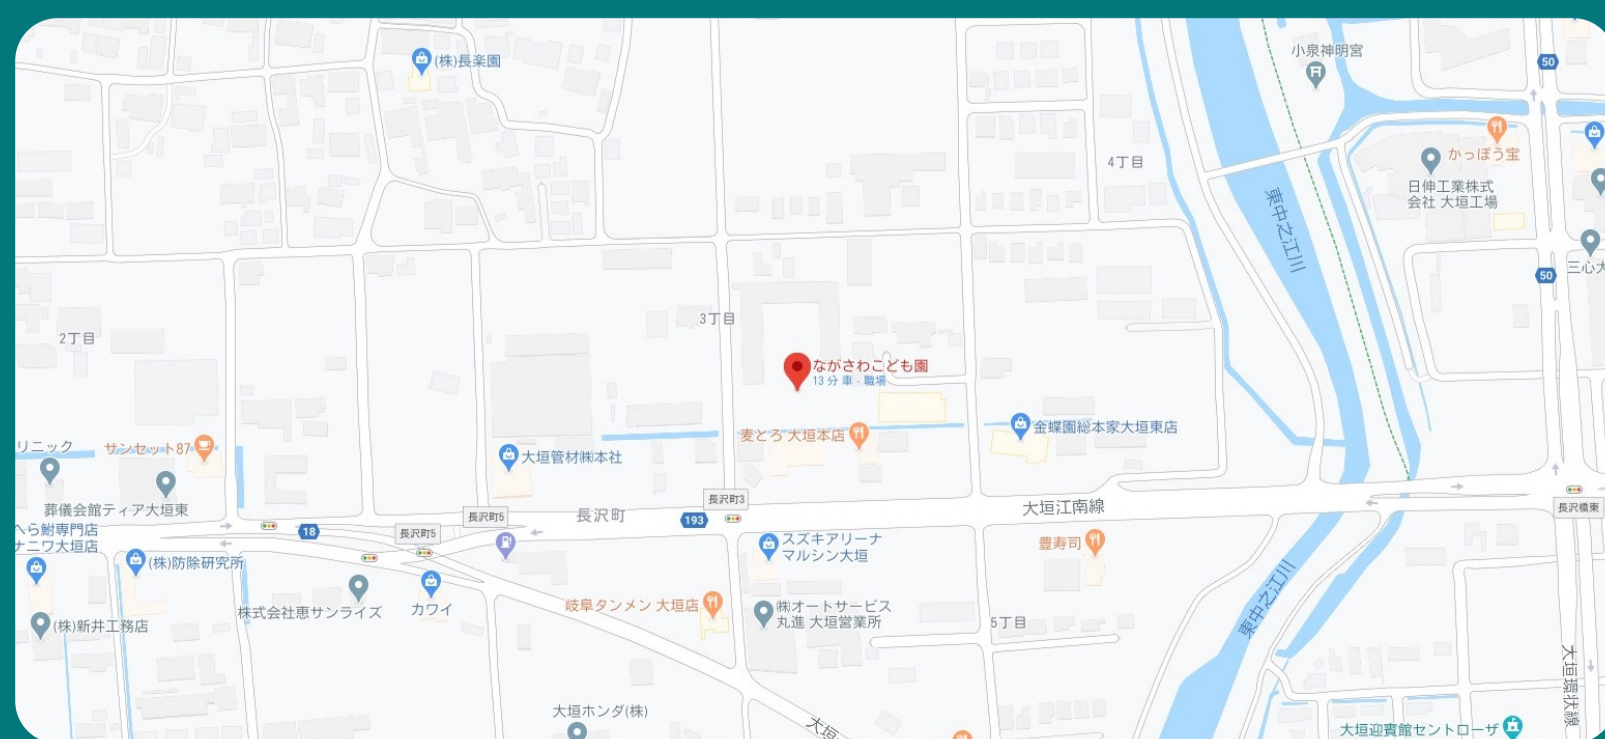 小泉神明宮
(株)長楽園
50
かっぽう宝
4丁目
日伸工業株式
会社 大垣工場
東中之江川
50
3丁目
2丁目
ながさわこども園
13 分 車 - 職場
金蝶園総本家大垣東店
麦とろ 大垣本店
リニック
サンセット87
大垣管材㈱本社
葬儀会館ティア大垣東
長沢町3
大垣江南線
長沢橋東
長沢町5
長沢町
193
18
長沢町5
へら鮒専門店
ナニワ大垣店
スズキアリーナ
マルシン大垣
豊寿司
(株)防除研究所
株式会社恵サンライズ
カワイ
岐阜タンメン 大垣店
㈱オートサービス
丸進 大垣営業所
(株)新井工務店
5丁目
東中之江川
大垣環状線
大垣ホンダ(株)
大垣
大垣迎賓館セントローザ